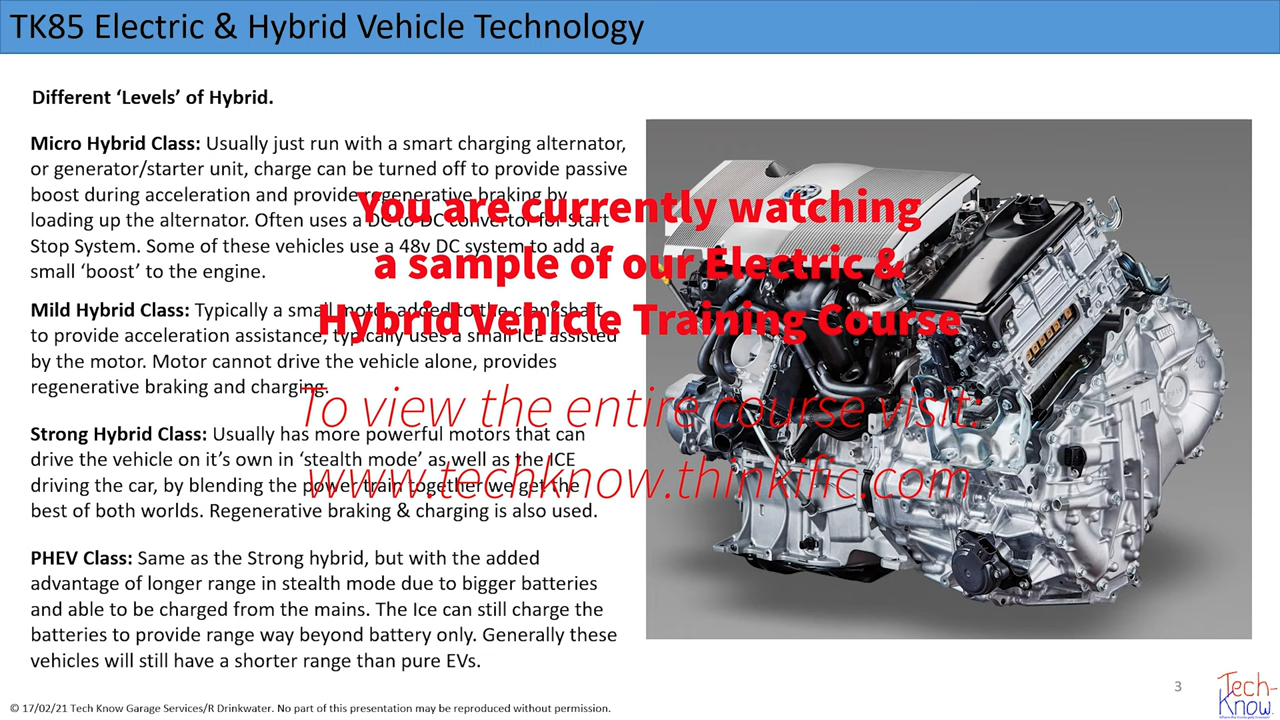 TK85 Electric & Hybrid Vehicle Technology
Different ‘Levels’ of Hybrid.
Micro Hybrid Class: Usually just run with a smart charging alternator,
or generator/starter unit, charge can be turned off to provide passive
boost during acceleration and provide regenerative braking by
loading up the alternator. Often uses a DC to DC convertor for Start
Stop System. Some of these vehicles use a 48v DC system to add a
small ‘boost’ to the engine.
Mild Hybrid Class: Typically a small motor added to the crankshaft
to provide acceleration assistance, typically uses a small ICE assisted
by the motor. Motor cannot drive the vehicle alone, provides
regenerative braking and charging.
Strong Hybrid Class: Usually has more powerful motors that can
drive the vehicle on it’s own in ‘stealth mode’ as well as the ICE
driving the car, by blending the power train together we get the
best of both worlds. Regenerative braking & charging is also used.
PHEV Class: Same as the Strong hybrid, but with the added
advantage of longer range in stealth mode due to bigger batteries
and able to be charged from the mains. The Ice can still charge the
batteries to provide range way beyond battery only. Generally these
vehicles will still have a shorter range than pure EVs.
You are currently watching
a sample of our Electric &
Hybrid Vehicle Training Course
To view the entire course visit:
www.techknow.thinkific.com
3
Tech-
Know.
© 17/02/21 Tech Know Garage Services/R Drinkwater. No part of this presentation may be reproduced without permission.